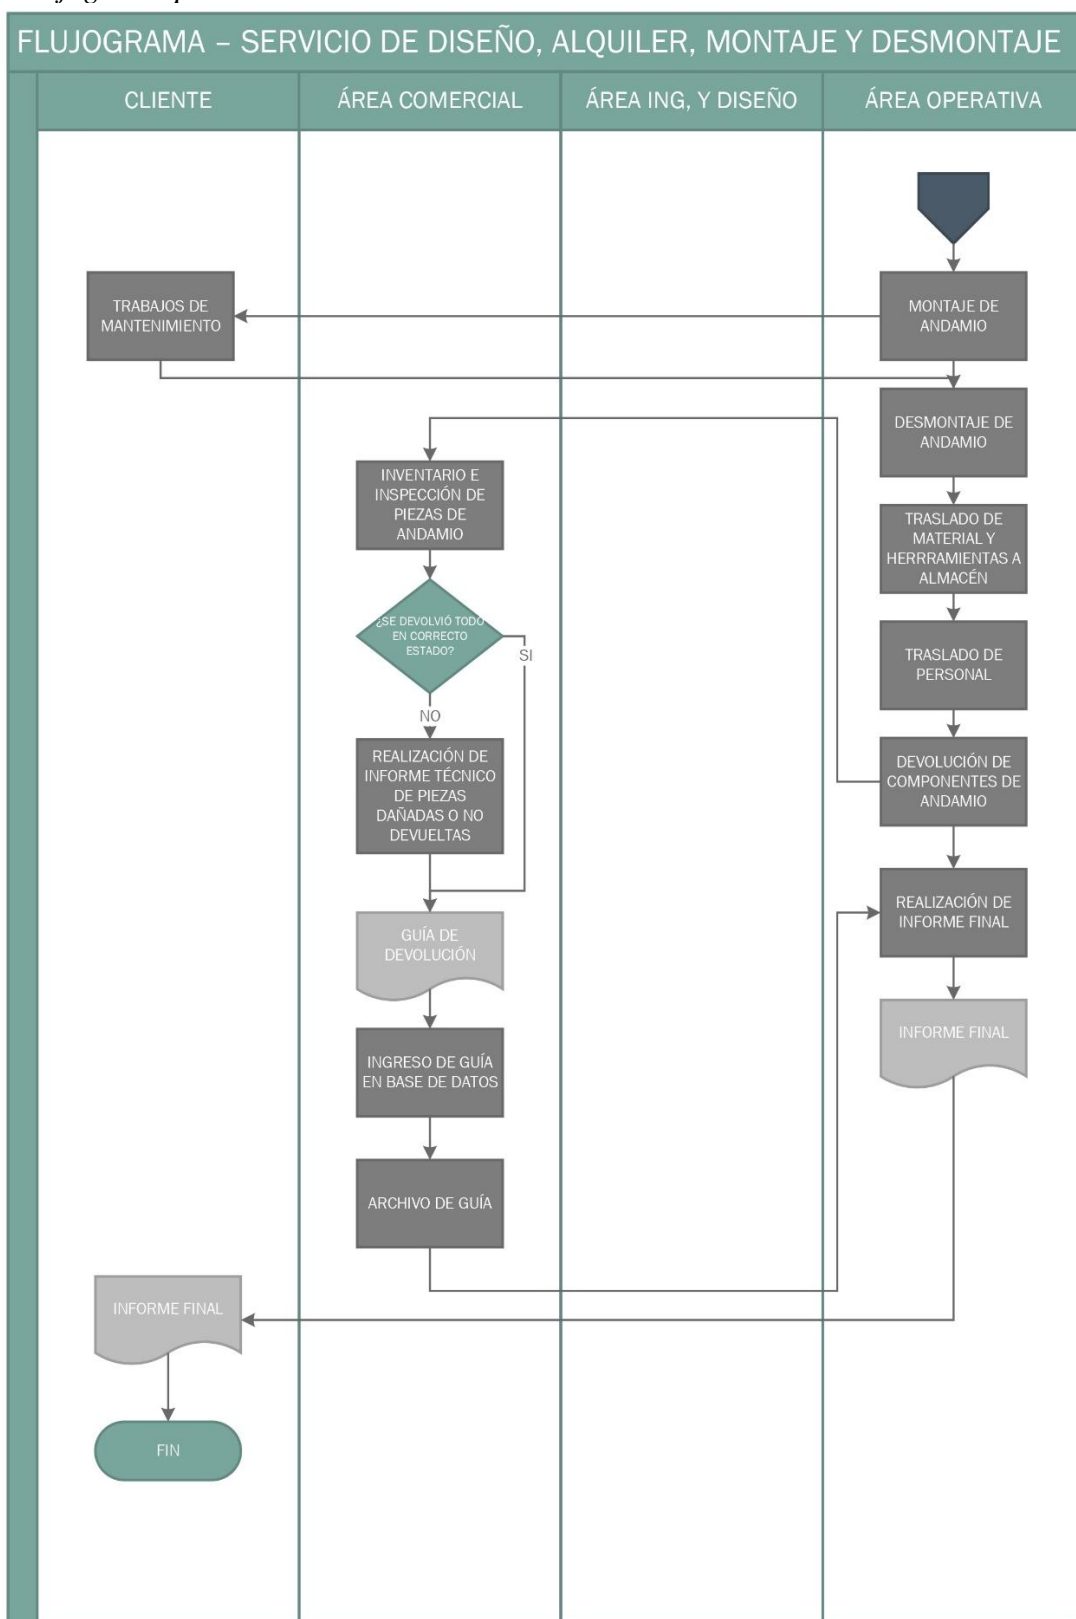 FLUJOGRAMA – SERVICIO DE DISEÑO, ALQUILER, MONTAJE Y DESMONTAJE
CLIENTE
ÁREA COMERCIAL
ÁREA ING, Y DISEÑO
ÁREA OPERATIVA
TRABAJOS DE
MANTENIMIENTO
MONTAJE DE
ANDAMIO
DESMONTAJE DE
ANDAMIO
INVENTARIO E
INSPECCIÓN DE
PIEZAS DE
ANDAMIO
TRASLADO DE
MATERIAL Y
HERRRAMIENTAS A
ALMACÉN
¿SE DEVOLVIÓ TODO
EN CORRECTO
ESTADO?
SI
NO
TRASLADO DE
PERSONAL
REALIZACIÓN DE
INFORME TÉCNICO
DE PIEZAS
DAÑADAS O NO
DEVUELTAS
DEVOLUCIÓN DE
COMPONENTES DE
ANDAMIO
GUÍA DE
DEVOLUCIÓN
REALIZACIÓN DE
INFORME FINAL
INFORME FINAL
INGRESO DE GUÍA
EN BASE DE DATOS
ARCHIVO DE GUÍA
INFORME FINAL
FIN